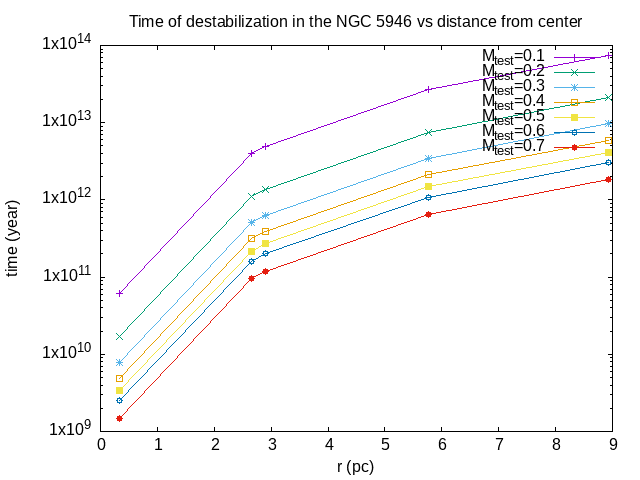 Time of destabilization in the NGC 5946 vs distance from center
1x10^14
1x10^13
1x10^12
1x10^11
1x10^10
1x10^9
time (year)
M_test=0.1
M_test=0.2
M_test=0.3
M_test=0.4
M_test=0.5
M_test=0.6
M_test=0.7
0 1 2 3 4 5 6 7 8 9
r (pc)